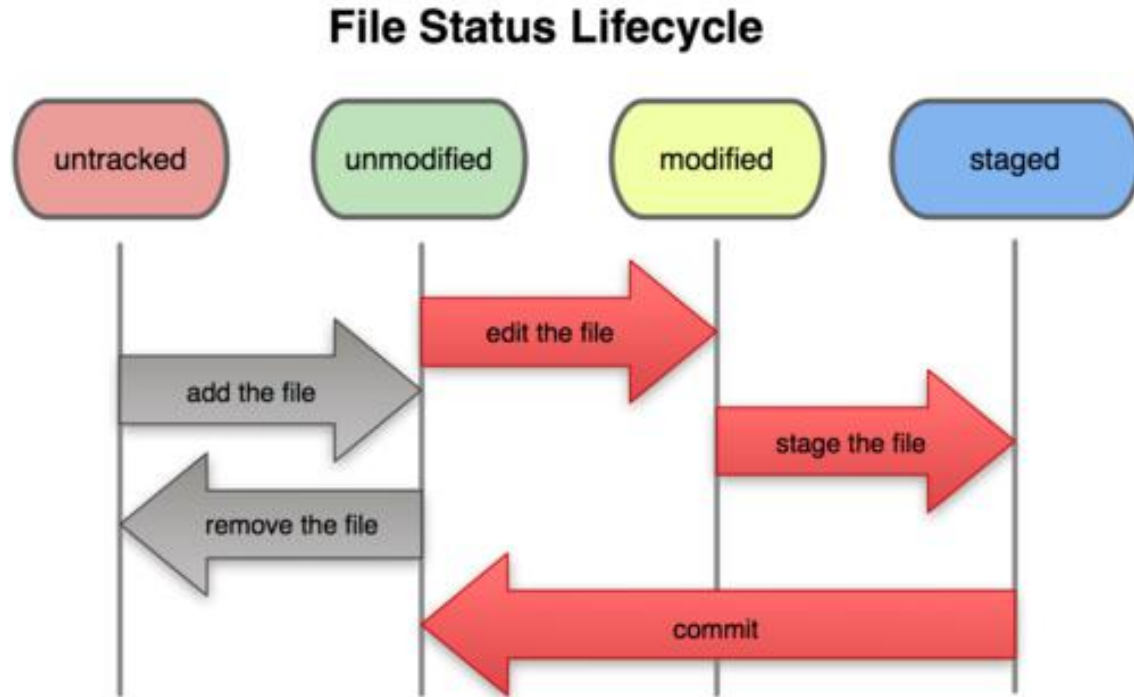 File Status Lifecycle
untracked
unmodified
modified
staged
edit the file
add the file
stage the file
remove the file
commit